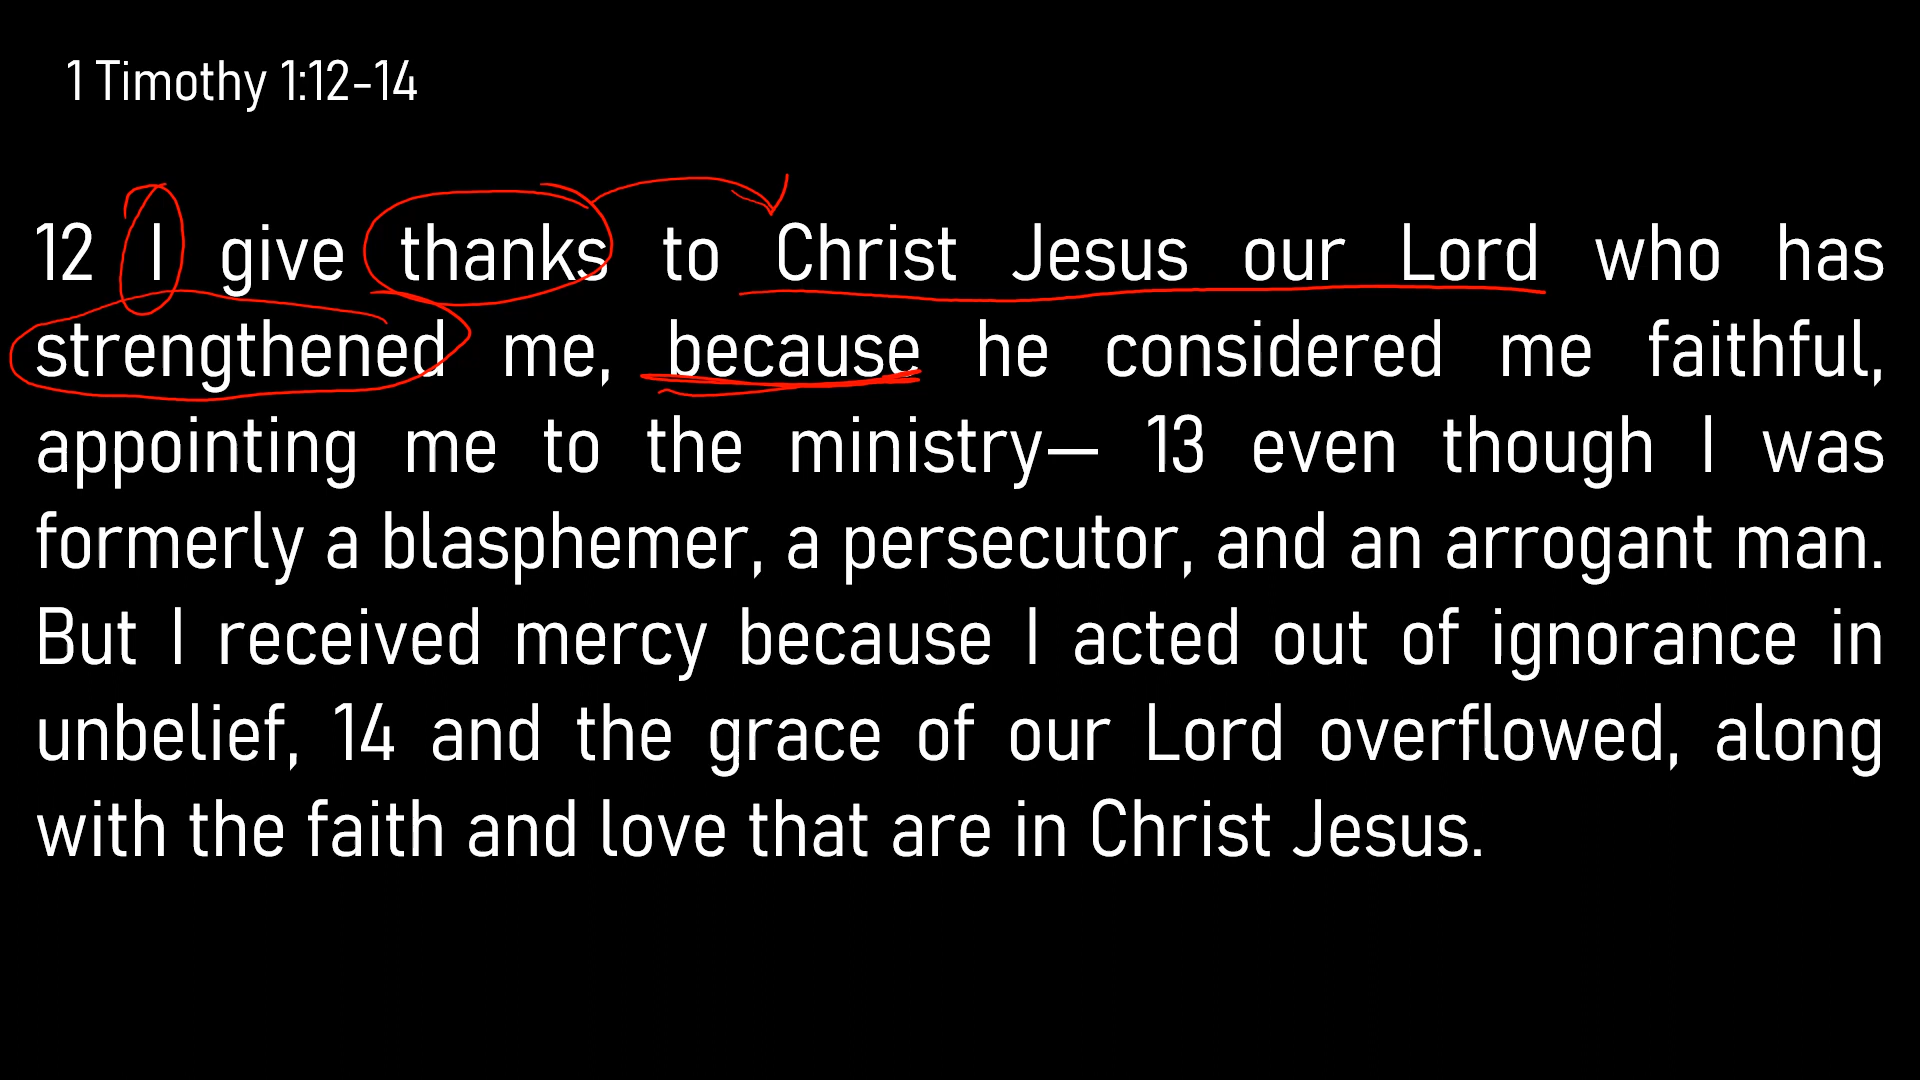 1 Timothy 1:12-14
12 I give thanks to Christ Jesus our Lord who has
strengthened me, because he considered me faithful,
appointing me to the ministry— 13 even though I was
formerly a blasphemer, a persecutor, and an arrogant man.
But I received mercy because I acted out of ignorance in
unbelief, 14 and the grace of our Lord overflowed, along
with the faith and love that are in Christ Jesus.